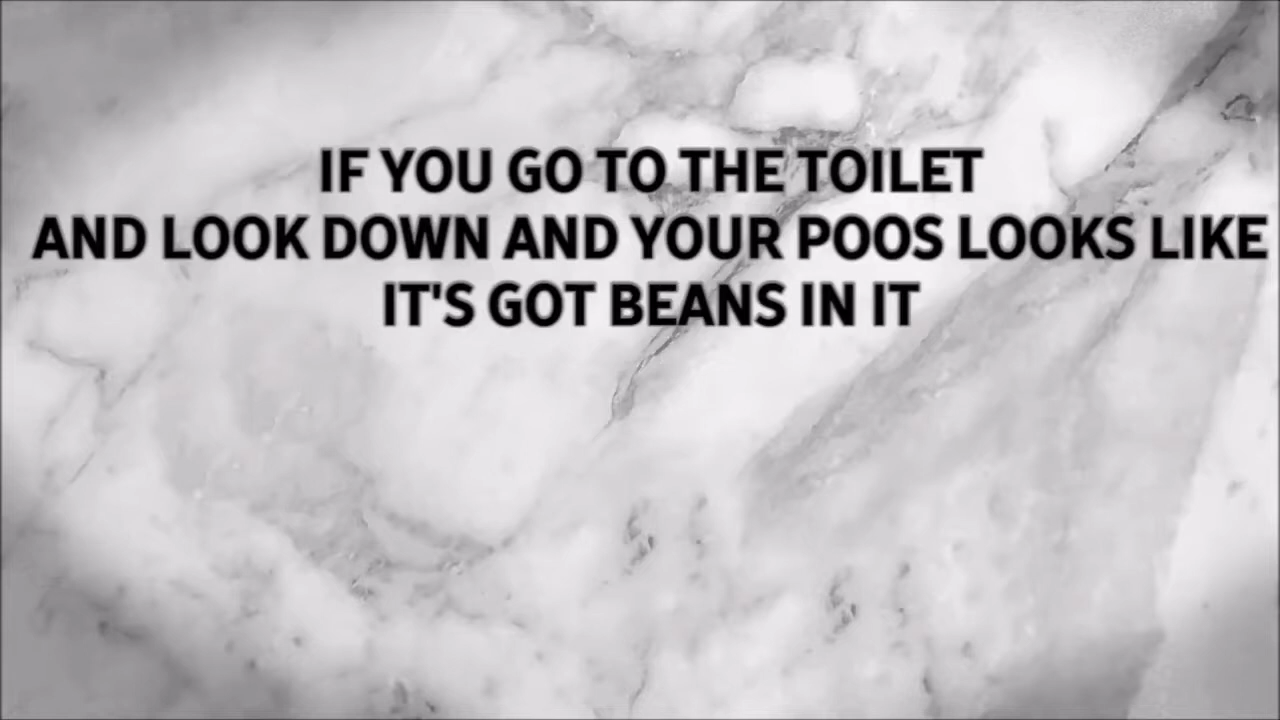 IF YOU GO TO THE TOILET
AND LOOK DOWN AND YOUR POOS LOOKS LIKE
IT'S GOT BEANS IN IT